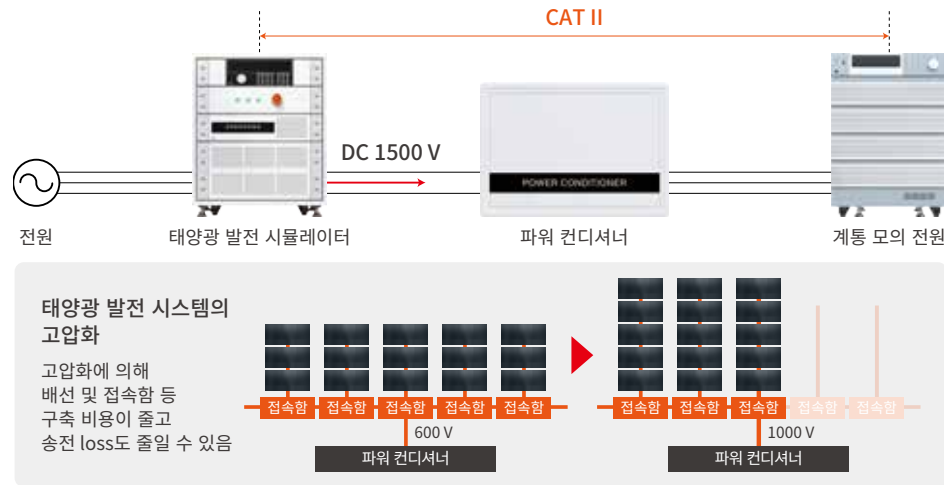 CAT II
DC 1500 V
POWER CONDITIONER
전원
태양광 발전 시뮬레이터
파워 컨디셔너
계통 모의 전원
태양광 발전 시스템의
고압화
고압화에 의해
배선 및 접속함 등
구축 비용이 줄고
송전 loss도 줄일 수 있음
접속함 접속함 접속함 접속함 접속함
600 V
파워 컨디셔너
접속함 접속함 접속함 접속함 접속함
1000 V
파워 컨디셔너